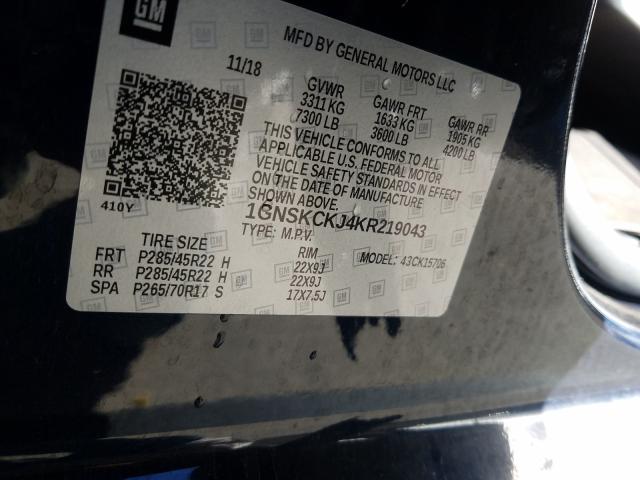 GM
MFD BY GENERAL MOTORS LLC
11/18
GVWR GAWR FRT GAWR RR
3311 KG 1633 KG 1905 KG
7300 LB 3600 LB 4200 LB
THIS VEHICLE CONFORMS TO ALL
APPLICABLE U.S. FEDERAL MOTOR
VEHICLE SAFETY STANDARDS IN EFFECT
ON THE DATE OF MANUFACTURE
SHOWN ABOVE.
410Y
1GNSKCKJ4KR219043
TYPE: M.P.V.
TIRE SIZE RIM MODEL: 43CK15706
FRT P285/45R22 H 22X9J
RR P285/45R22 H 22X9J
SPA P265/70R17 S 17X7.5J